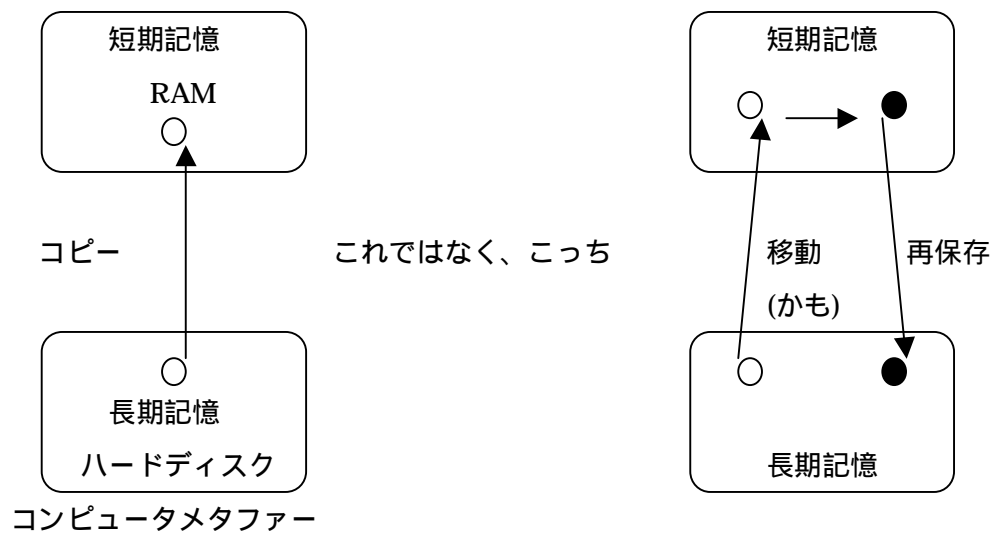 短期記憶
RAM
コピー
長期記憶
ハードディスク
コンピュータメタファー
これではなく、こっち
短期記憶
移動
(かも)
再保存
長期記憶